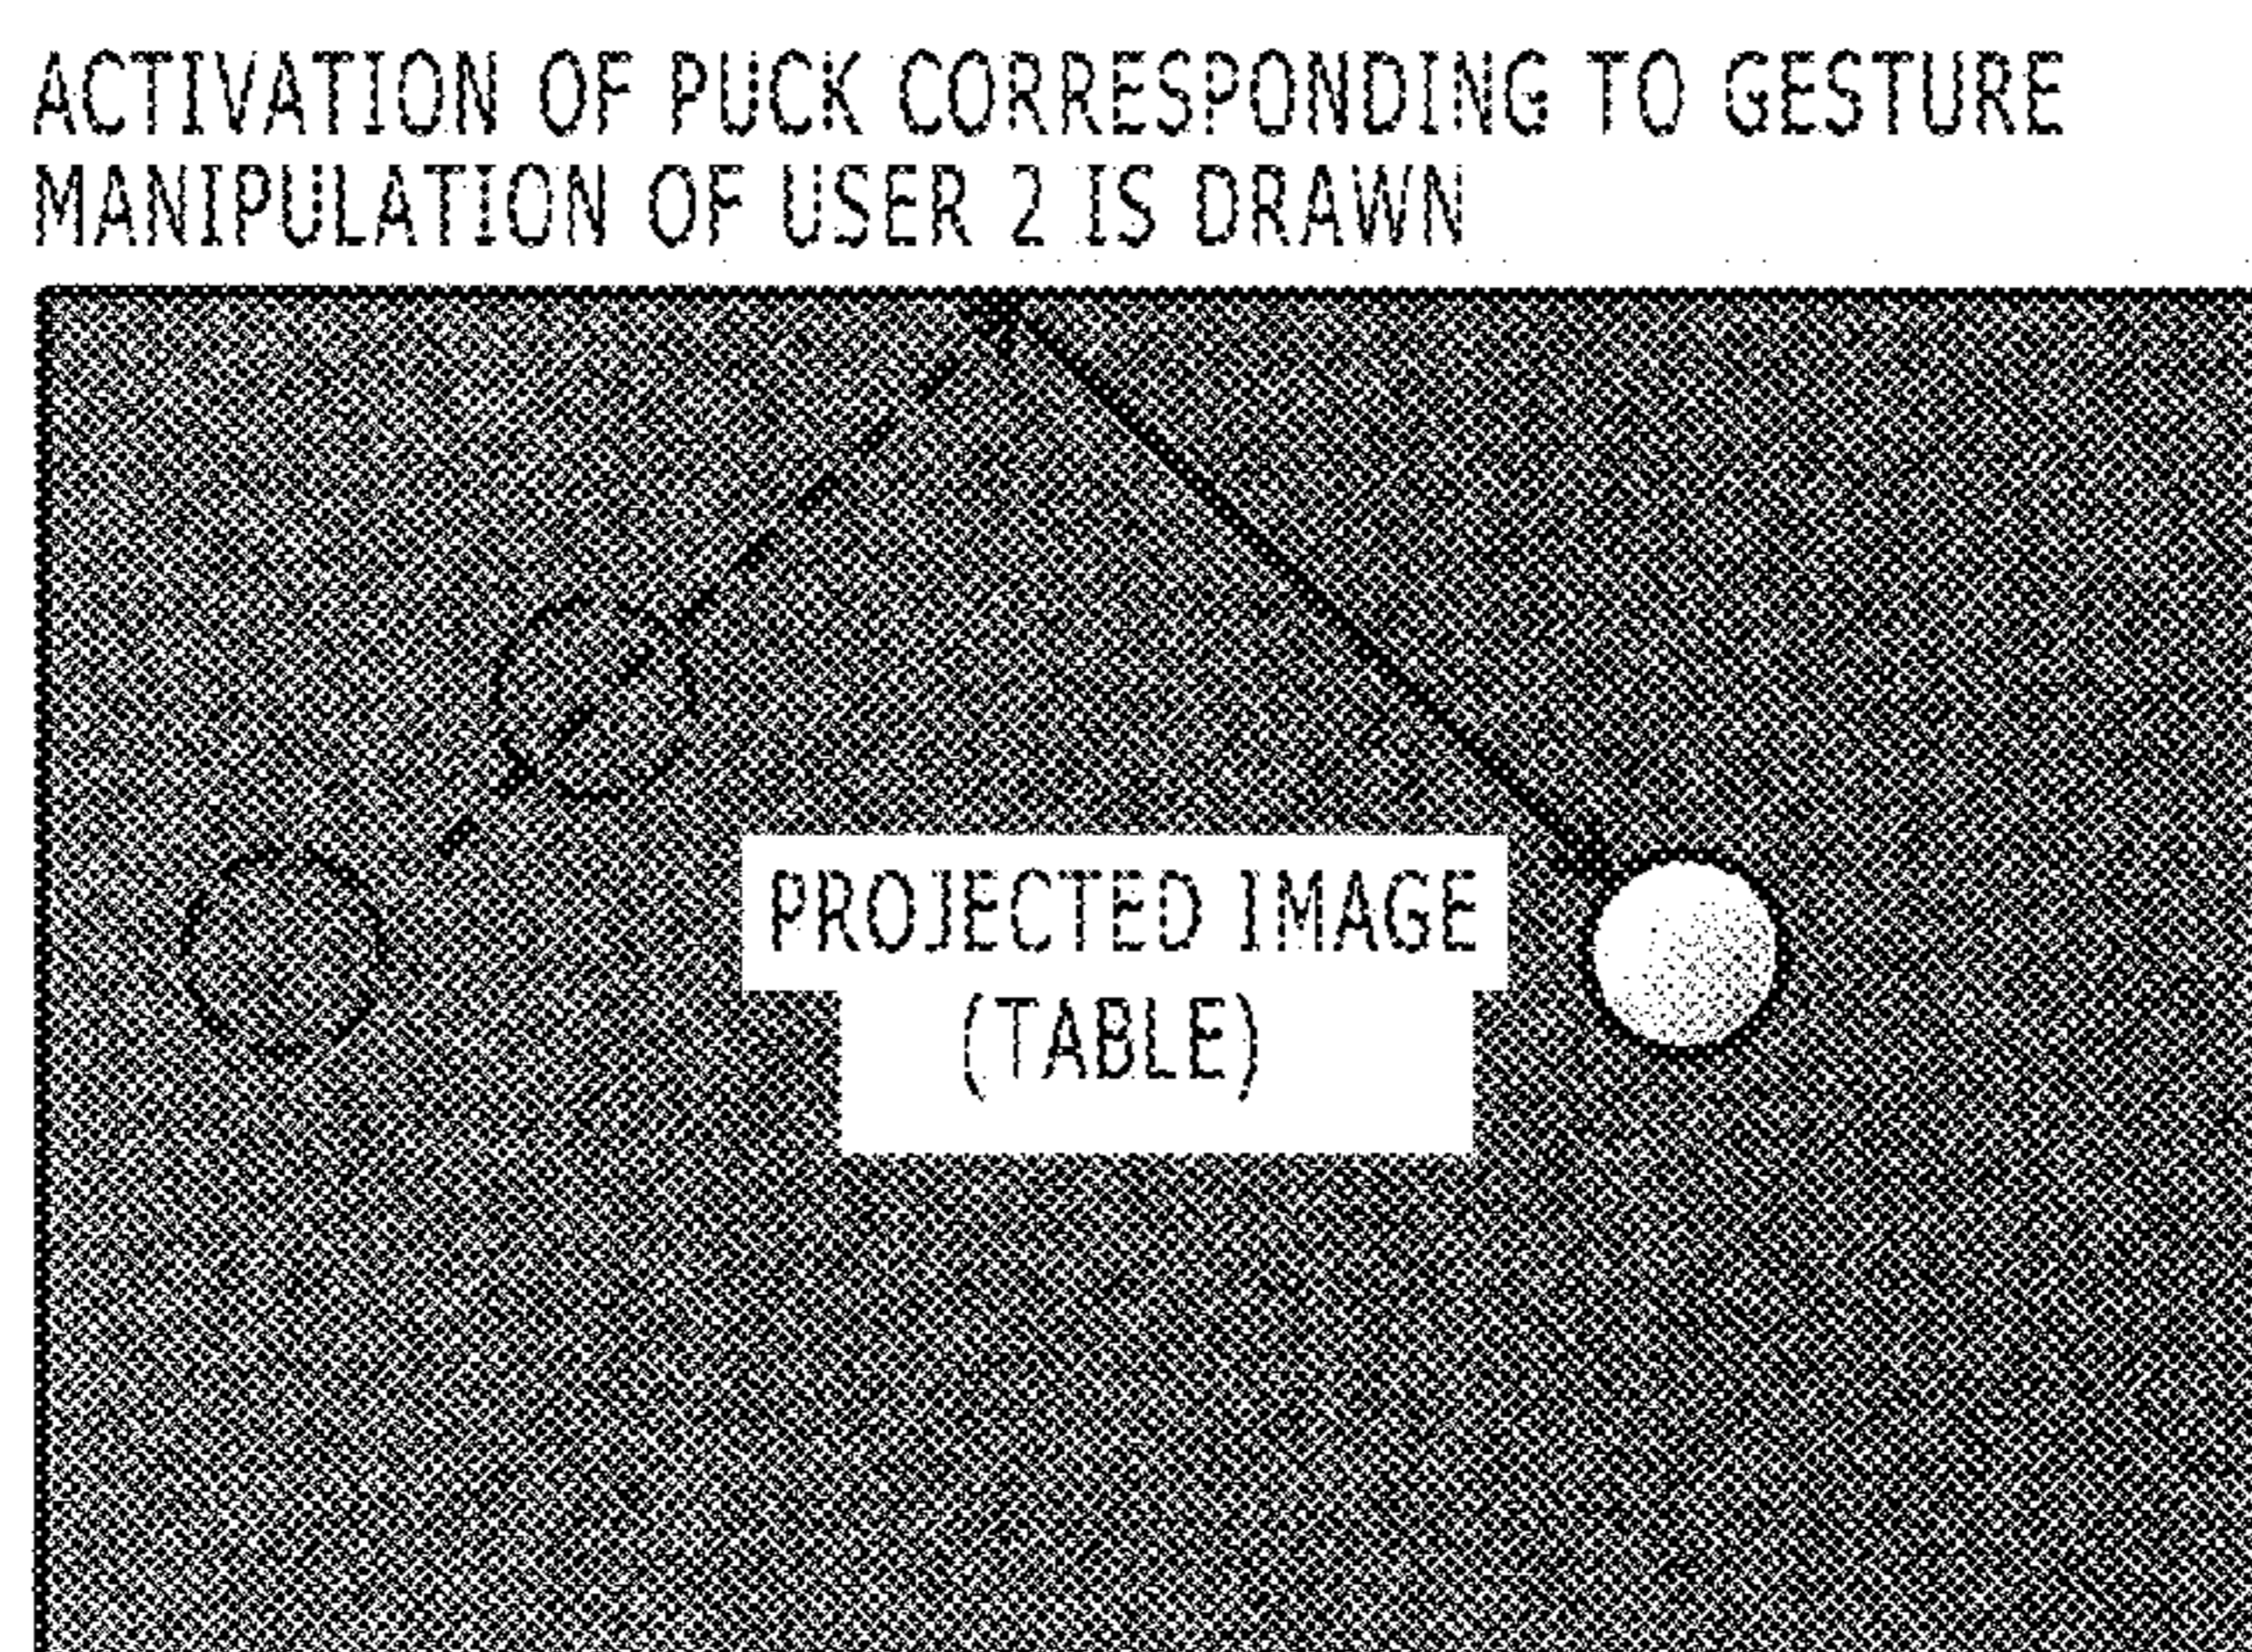 ACTIVATION OF PUCK CORRESPONDING TO GESTURE
MANIPULATION OF USER 2 IS DRAWN
PROJECTED IMAGE
(TABLE)